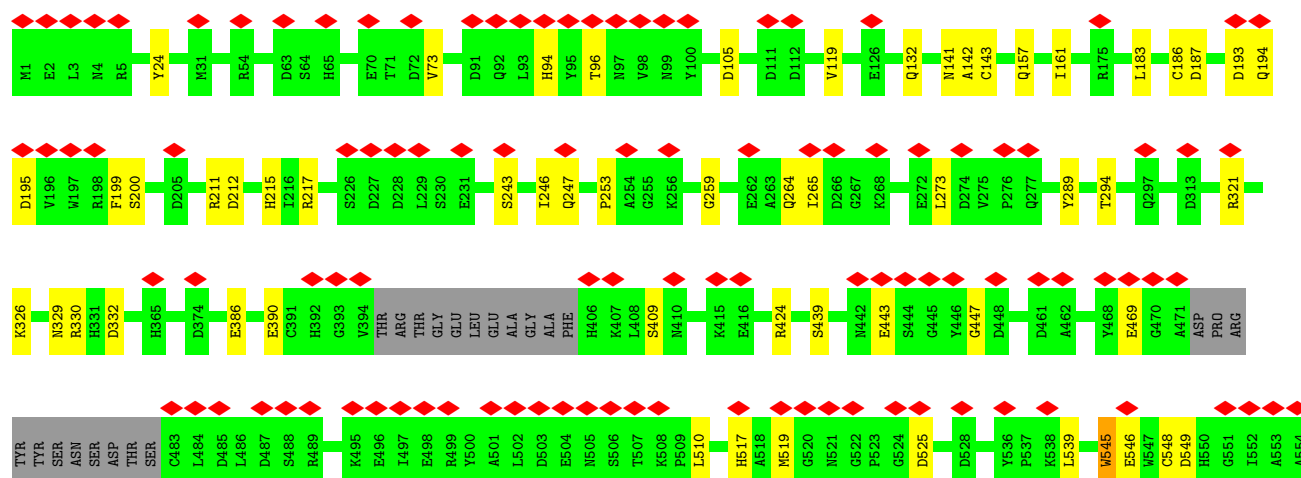 M1 E2 L3 N4 R5 Y24 M31 R54 D63 S64 H65 E70 T71 D72 V73 D91 Q92 L93 H94 Y95 T96 N97 V98 N99 Y100 D105 D111 D112 V119 E126 Q132 N141 A142 C143 Q157 I161 R175 L183 C186 D187 D193 Q194
D195 V196 W197 R198 F199 S200 D205 R211 D212 H215 I216 R217 S226 D227 D228 L229 S230 E231 S243 I246 Q247 P253 A254 G255 K256 G259 E262 A263 Q264 I265 D266 G267 K268 E272 L273 D274 V275 P276 Q277 Y289 T294 Q297 D313 R321
K326 N329 R330 H331 D332 H365 D374 E386 E390 C391 H392 G393 V394 THR ARG THR GLY GLU LEU GLU ALA GLY ALA PHE H406 K407 L408 S409 N410 K415 E416 R424 S439 N442 E443 S444 G445 Y446 G447 D448 D461 A462 Y468 E469 G470 A471 ASP PRO ARG
TYR TYR SER ASN SER ASP THR SER C483 L484 D485 L486 D487 S488 R489 K495 E496 I497 E498 R499 Y500 A501 L502 D503 E504 N505 S506 T507 K508 P509 L510 H517 A518 M519 G520 N521 G522 P523 G524 D525 D528 Y536 P537 K538 L539 W545 E546 W547 C548 D549 H550 G551 I552 A553 A554